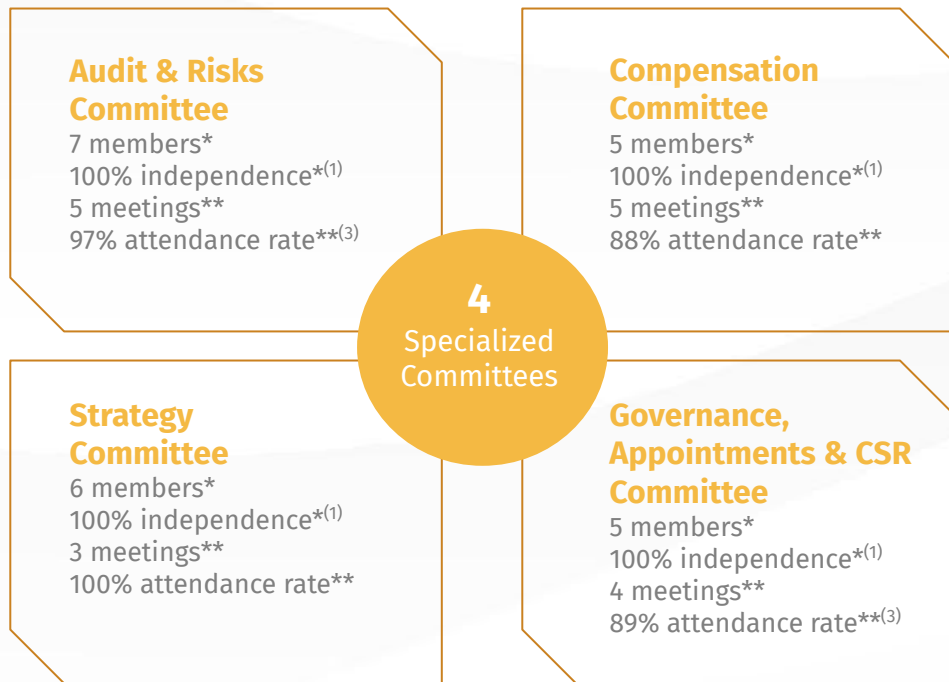 Audit & Risks
Committee
7 members*
100% independence*(1)
5 meetings**
97% attendance rate**(3)
Compensation
Committee
5 members*
100% independence*(1)
5 meetings**
88% attendance rate**
4
Specialized
Committees
Strategy
Committee
6 members*
100% independence*(1)
3 meetings**
100% attendance rate**
Governance,
Appointments & CSR
Committee
5 members*
100% independence*(1)
4 meetings**
89% attendance rate**(3)